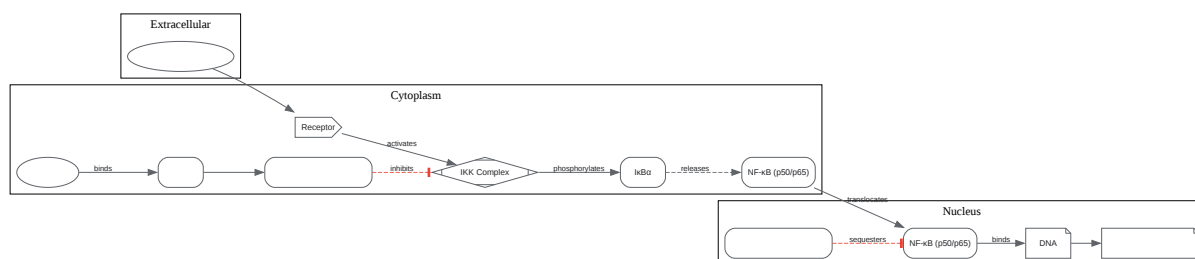 Extracellular
Cytoplasm
Receptor
activates
binds
inhibits
IKK Complex
phosphorylates
IκBα
releases
NF-κB (p50/p65)
translocates
Nucleus
sequesters
NF-κB (p50/p65)
binds
DNA